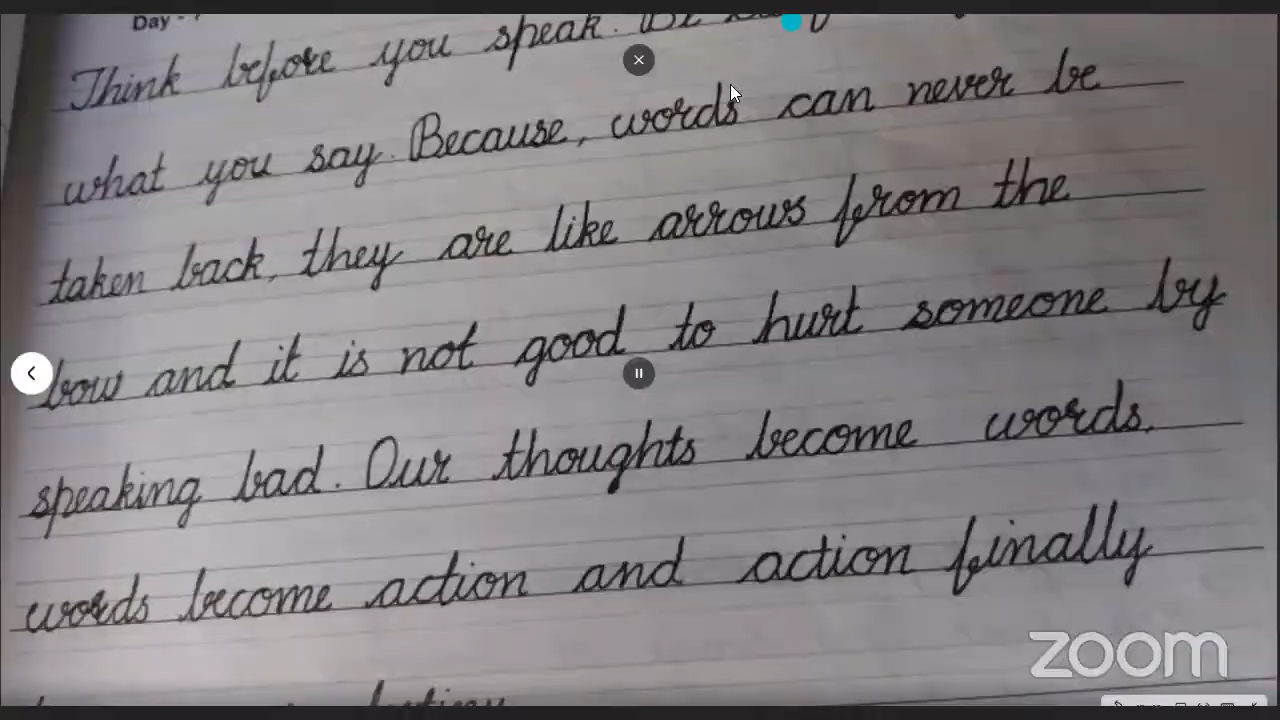 Day -
Think before you speak. Be
what you say. Because, words can never be
taken back, they are like arrows from the
bow and it is not good to hurt someone by
speaking bad. Our thoughts become words.
words become action and action finally
zoom